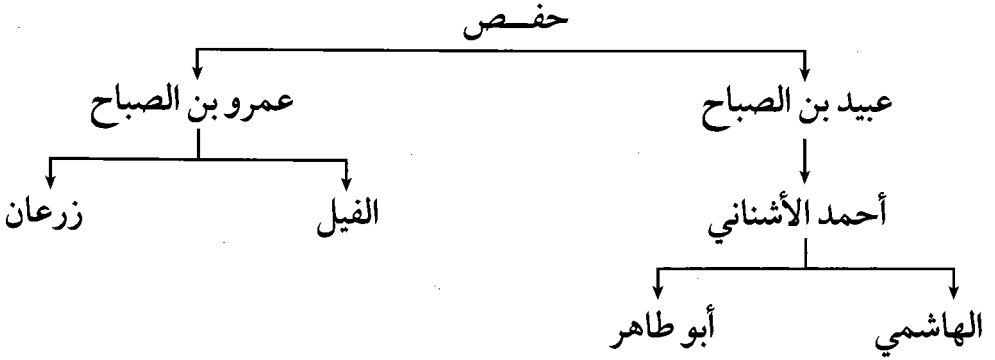 حفص
عبيد بن الصباح عمرو بن الصباح
أحمد الأشناني الفيل زرعان
الهاشمي أبو طاهر